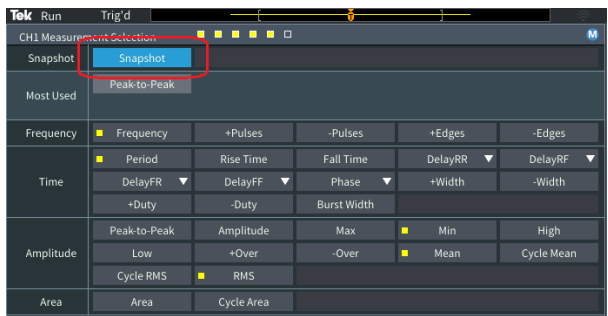 Tek Run Trig'd
CH1 Measurement Selection M
Snapshot Snapshot
Most Used Peak-to-Peak
Frequency Frequency +Pulses -Pulses +Edges -Edges
Time Period Rise Time Fall Time DelayRR DelayRF
DelayFR DelayFF Phase +Width -Width
+Duty -Duty Burst Width
Amplitude Peak-to-Peak Amplitude Max Min High
Low +Over -Over Mean Cycle Mean
Cycle RMS RMS
Area Area Cycle Area